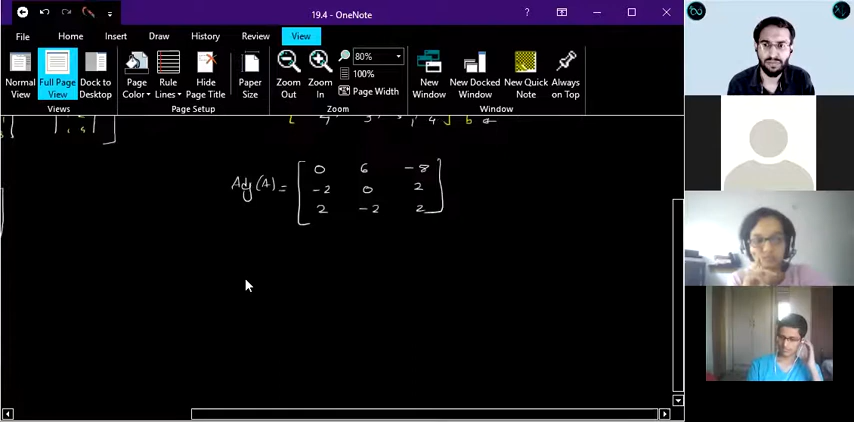 19.4 - OneNote
File Home Insert Draw History Review View
80%
100%
Page Width
Normal View
Full Page View
Dock to Desktop
Page Color
Rule Lines
Hide Page Title
Paper Size
Zoom Out
Zoom In
New Window
New Docked Window
New Quick Note
Always on Top
Views Page Setup Zoom Window
Adj(A) = [ 0 6 -8
-2 0 2
2 -2 2 ]